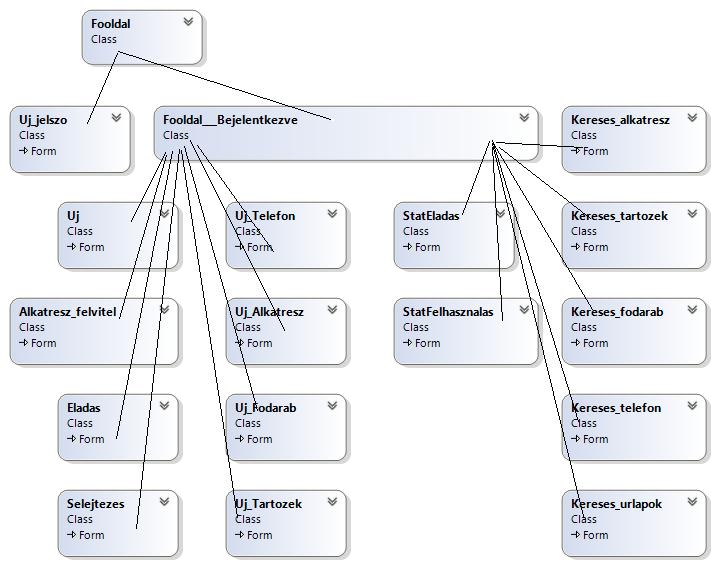 Fooldal
Class
Uj_jelszo
Class
Form
Fooldal__Bejelentkezve
Class
Kereses_alkatresz
Class
Form
Uj
Class
Form
Uj_Telefon
Class
Form
StatEladas
Class
Form
Kereses_tartozek
Class
Form
Alkatresz_felvitel
Class
Form
Uj_Alkatresz
Class
Form
StatFelhasznalas
Class
Form
Kereses_fodarab
Class
Form
Eladas
Class
Form
Uj_Fodarab
Class
Form
Kereses_telefon
Class
Form
Selejtezes
Class
Form
Uj_Tartozek
Class
Form
Kereses_urlapok
Class
Form